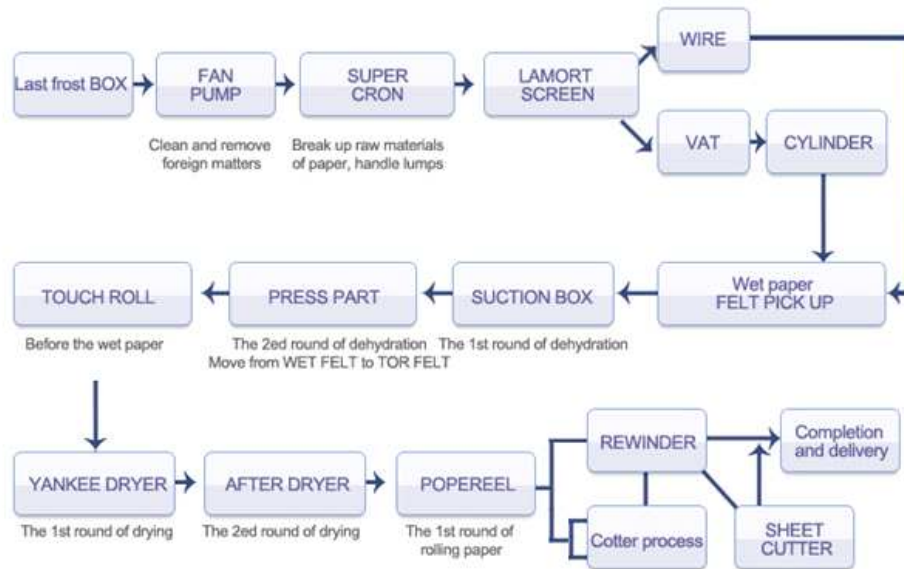 Last frost BOX
FAN
PUMP
SUPER
CRON
LAMORT
SCREEN
WIRE
Clean and remove
foreign matters
Break up raw materials
of paper, handle lumps
VAT
CYLINDER
TOUCH ROLL
PRESS PART
SUCTION BOX
Wet paper
FELT PICK UP
Before the wet paper
The 2ed round of dehydration
Move from WET FELT to TOR FELT
The 1st round of dehydration
YANKEE DRYER
AFTER DRYER
POPEREEL
REWINDER
Completion
and delivery
The 1st round of drying
The 2ed round of drying
The 1st round of
rolling paper
Cotter process
SHEET
CUTTER